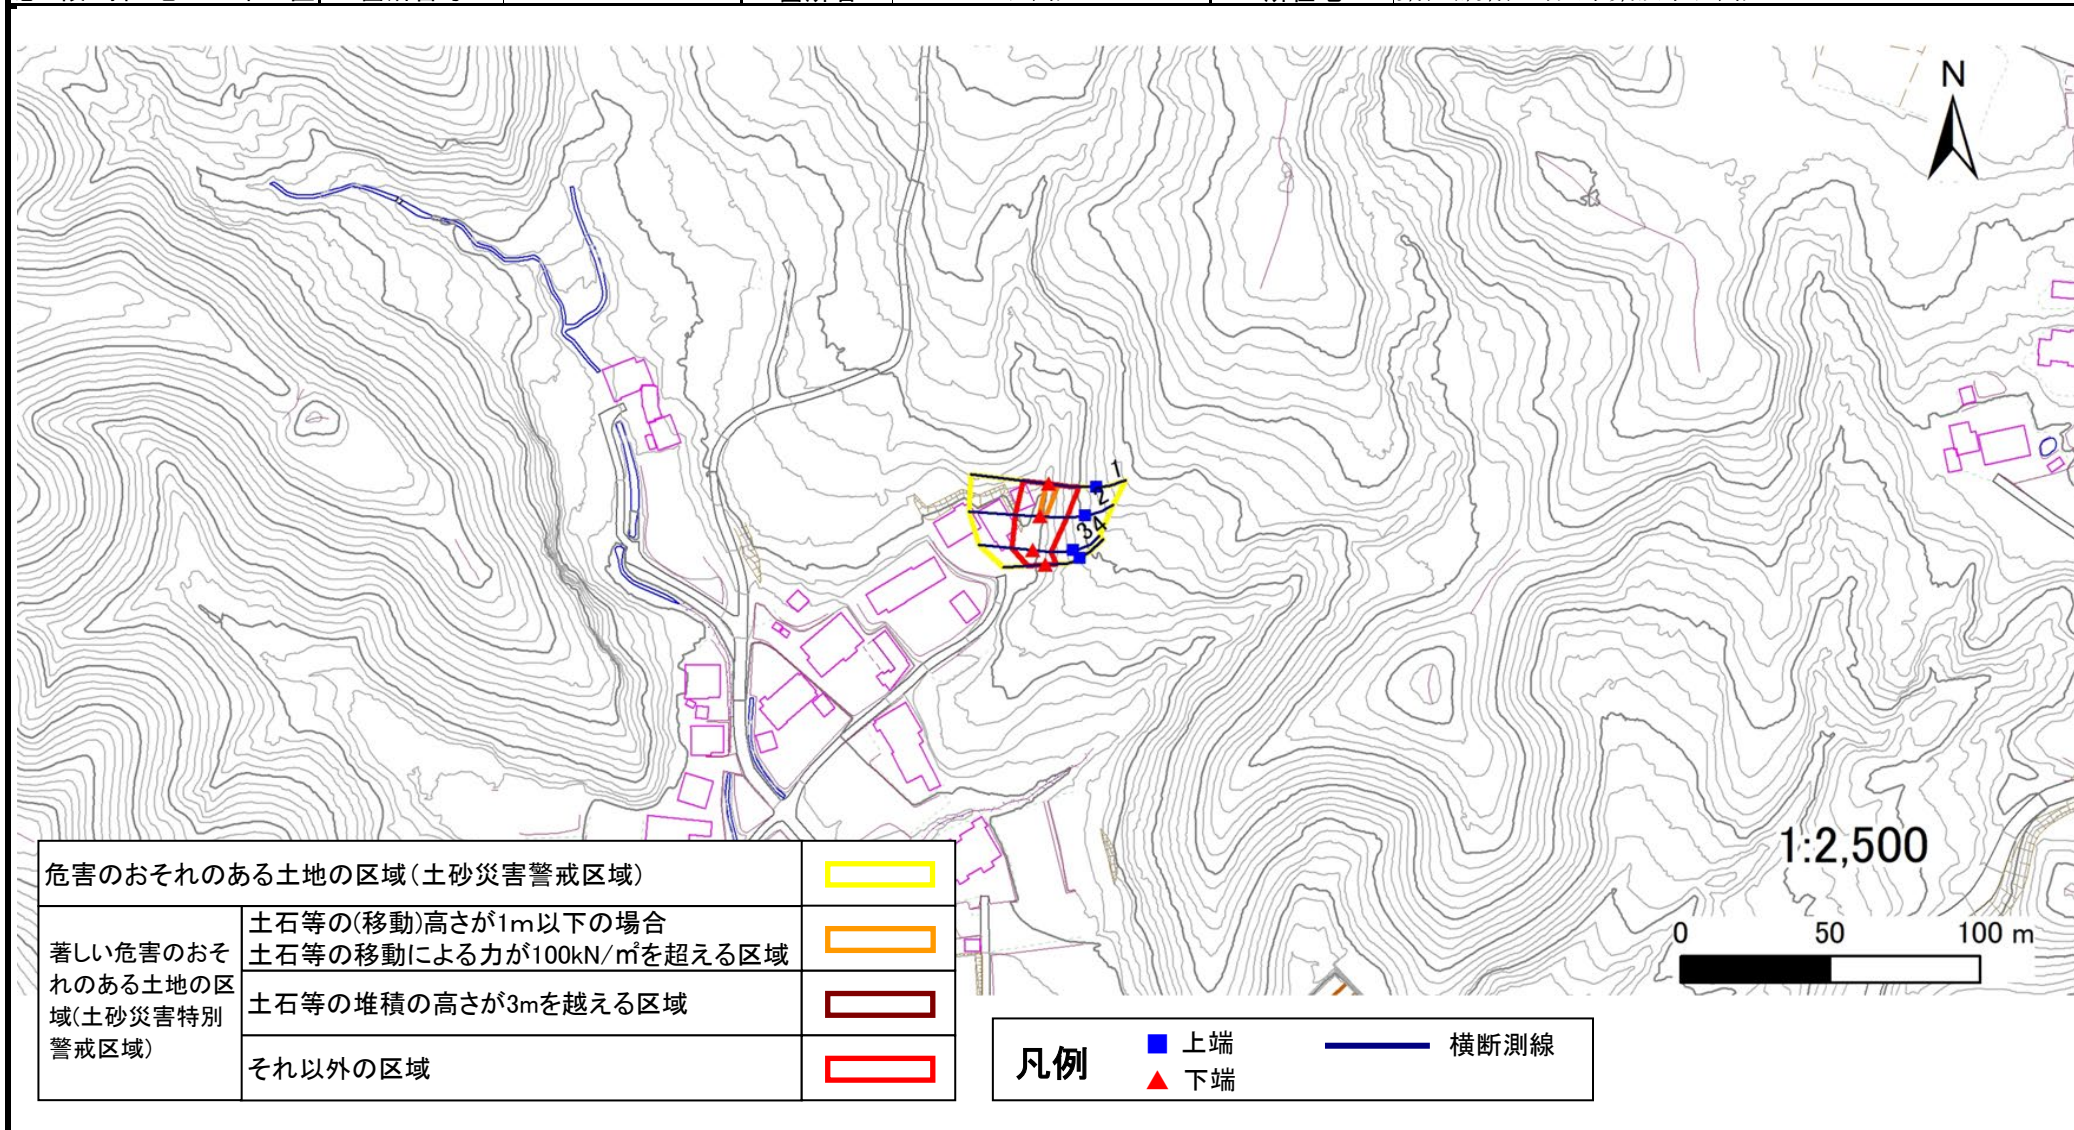 N
1
2
3
4
1:2,500
0 50 100 m
危害のおそれのある土地の区域(土砂災害警戒区域)
著しい危害のおそ
れのある土地の区
域(土砂災害特別
警戒区域)
土石等の(移動)高さが1m以下の場合
土石等の移動による力が100kN/㎡を超える区域
土石等の堆積の高さが3mを越える区域
それ以外の区域
凡例
上端
下端
横断測線